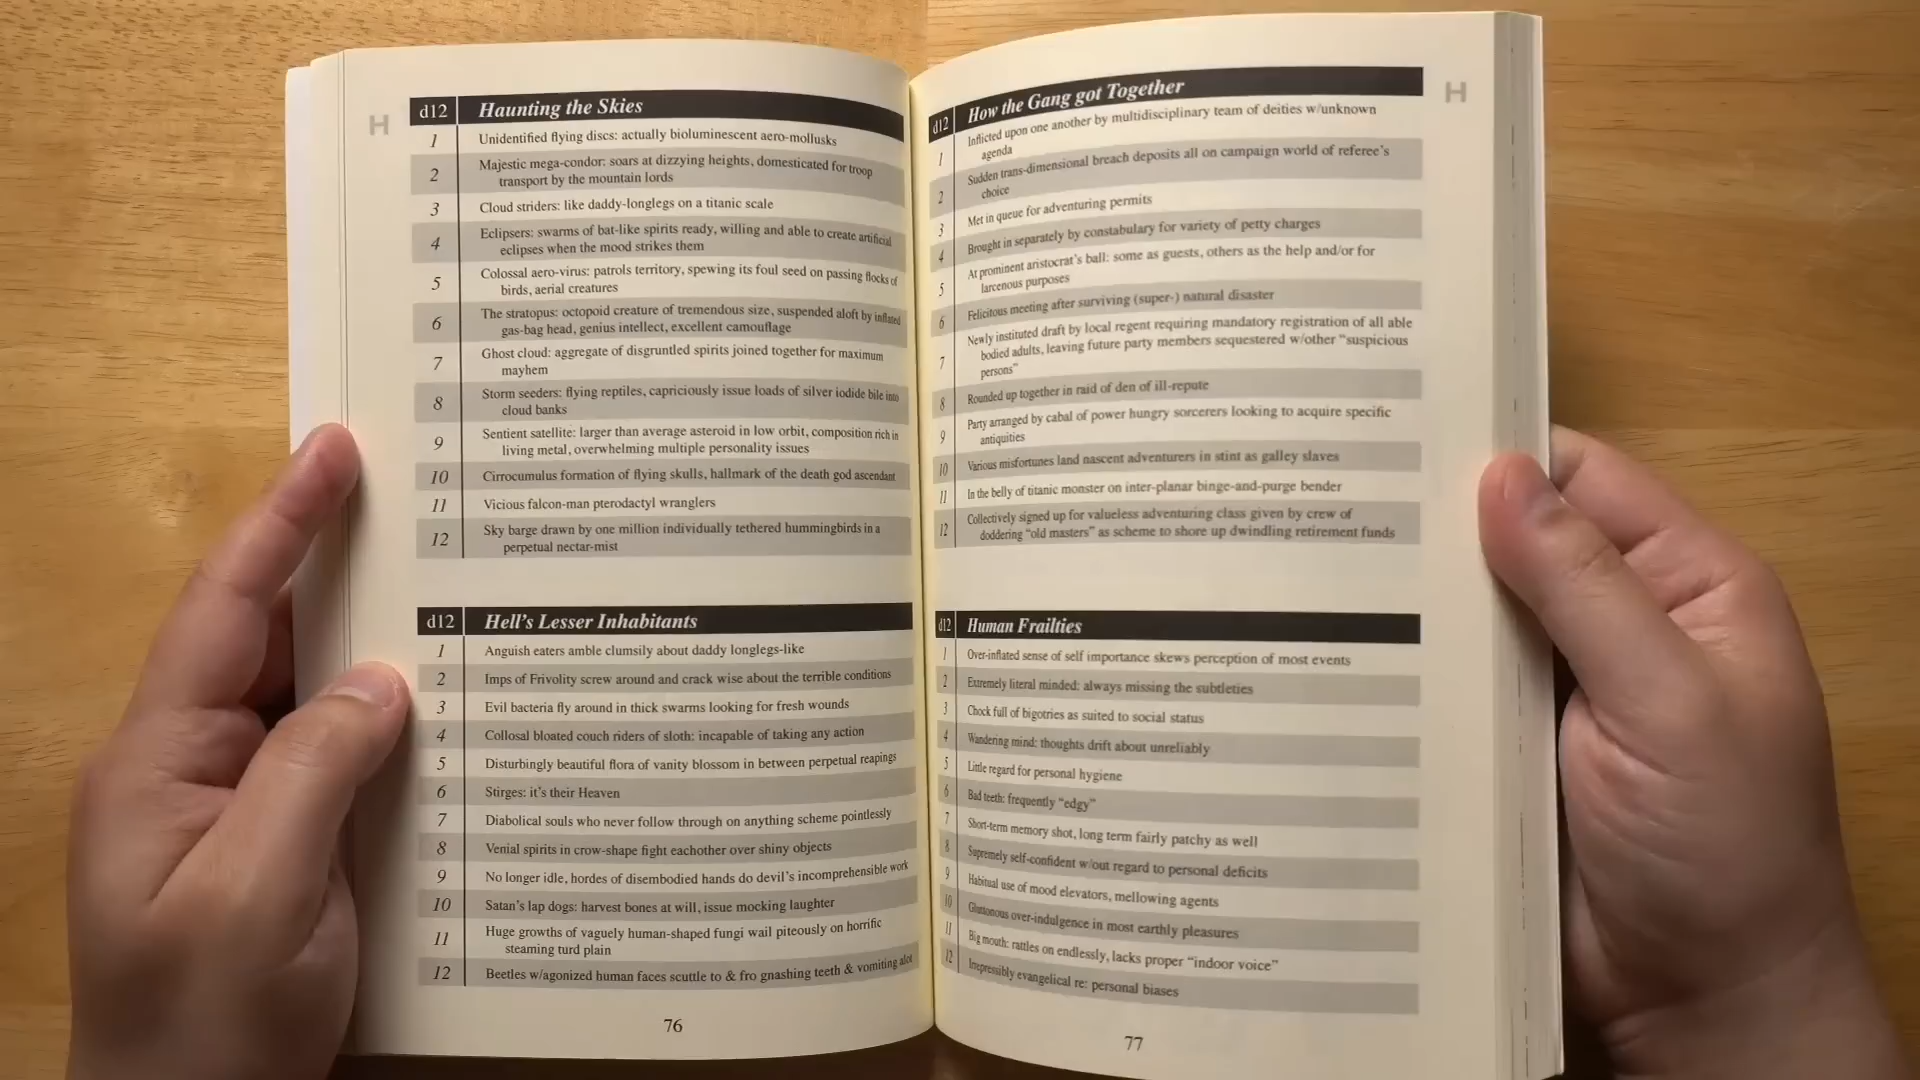 H
d12 Haunting the Skies
1 Unidentified flying discs: actually bioluminescent aero-mollusks
2 Majestic mega-condor: soars at dizzying heights, domesticated for troop
transport by the mountain lords
3 Cloud striders: like daddy-longlegs on a titanic scale
4 Eclipsers: swarms of bat-like spirits ready, willing and able to create artificial
eclipses when the mood strikes them
5 Colossal aero-virus: patrols territory, spewing its foul seed on passing flocks of
birds, aerial creatures
6 The stratopus: octopoid creature of tremendous size, suspended aloft by inflated
gas-bag head, genius intellect, excellent camouflage
7 Ghost cloud: aggregate of disgruntled spirits joined together for maximum
mayhem
8 Storm seeders: flying reptiles, capriciously issue loads of silver iodide bile into
cloud banks
9 Sentient satellite: larger than average asteroid in low orbit, composition rich in
living metal, overwhelming multiple personality issues
10 Cirrocumulus formation of flying skulls, hallmark of the death god ascendant
11 Vicious falcon-man pterodactyl wranglers
12 Sky barge drawn by one million individually tethered hummingbirds in a
perpetual nectar-mist
d12 Hell's Lesser Inhabitants
1 Anguish eaters amble clumsily about daddy longlegs-like
2 Imps of Frivolity screw around and crack wise about the terrible conditions
3 Evil bacteria fly around in thick swarms looking for fresh wounds
4 Collosal bloated couch riders of sloth: incapable of taking any action
5 Disturbingly beautiful flora of vanity blossom in between perpetual reapings
6 Stirges: it's their Heaven
7 Diabolical souls who never follow through on anything scheme pointlessly
8 Venial spirits in crow-shape fight eachother over shiny objects
9 No longer idle, hordes of disembodied hands do devil's incomprehensible work
10 Satan's lap dogs: harvest bones at will, issue mocking laughter
11 Huge growths of vaguely human-shaped fungi wail piteously on horrific
steaming turd plain
12 Beetles w/agonized human faces scuttle to & fro gnashing teeth & vomiting alot
76
H
d12 How the Gang got Together
1 Inflicted upon one another by multidisciplinary team of deities w/unknown
agenda
2 Sudden trans-dimensional breach deposits all on campaign world of referee's
choice
3 Met in queue for adventuring permits
4 Brought in separately by constabulary for variety of petty charges
5 At prominent aristocrat's ball: some as guests, others as the help and/or for
larcenous purposes
6 Felicitous meeting after surviving (super-) natural disaster
7 Newly instituted draft by local regent requiring mandatory registration of all able
bodied adults, leaving future party members sequestered w/other "suspicious
persons"
8 Rounded up together in raid of den of ill-repute
9 Party arranged by cabal of power hungry sorcerers looking to acquire specific
antiquities
10 Various misfortunes land nascent adventurers in stint as galley slaves
11 In the belly of titanic monster on inter-planar binge-and-purge bender
12 Collectively signed up for valueless adventuring class given by crew of
doddering "old masters" as scheme to shore up dwindling retirement funds
d12 Human Frailties
1 Over-inflated sense of self importance skews perception of most events
2 Extremely literal minded: always missing the subtleties
3 Chock full of bigotries as suited to social status
4 Wandering mind: thoughts drift about unreliably
5 Little regard for personal hygiene
6 Bad teeth: frequently "edgy"
7 Short-term memory shot, long term fairly patchy as well
8 Supremely self-confident w/out regard to personal deficits
9 Habitual use of mood elevators, mellowing agents
10 Gluttonous over-indulgence in most earthly pleasures
11 Big mouth: rattles on endlessly, lacks proper "indoor voice"
12 Irrepressibly evangelical re: personal biases
77